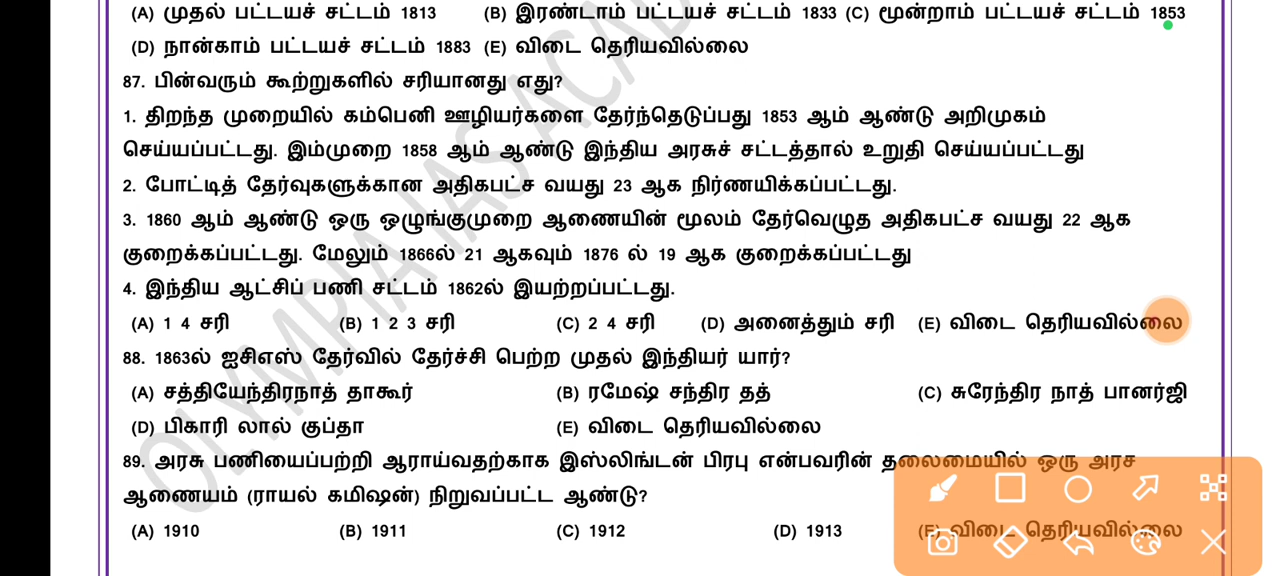 (A) முதல் பட்டயச் சட்டம் 1813 (B) இரண்டாம் பட்டயச் சட்டம் 1833 (C) மூன்றாம் பட்டயச் சட்டம் 1853
(D) நான்காம் பட்டயச் சட்டம் 1883 (E) விடை தெரியவில்லை
87. பின்வரும் கூற்றுகளில் சரியானது எது?
1. திறந்த முறையில் கம்பெனி ஊழியர்களை தேர்ந்தெடுப்பது 1853 ஆம் ஆண்டு அறிமுகம்
செய்யப்பட்டது. இம்முறை 1858 ஆம் ஆண்டு இந்திய அரசுச் சட்டத்தால் உறுதி செய்யப்பட்டது
2. போட்டித் தேர்வுகளுக்கான அதிகபட்ச வயது 23 ஆக நிர்ணயிக்கப்பட்டது.
3. 1860 ஆம் ஆண்டு ஒரு ஒழுங்குமுறை ஆணையின் மூலம் தேர்வெழுத அதிகபட்ச வயது 22 ஆக
குறைக்கப்பட்டது. மேலும் 1866ல் 21 ஆகவும் 1876 ல் 19 ஆக குறைக்கப்பட்டது
4. இந்திய ஆட்சிப் பணி சட்டம் 1862ல் இயற்றப்பட்டது.
(A) 1 4 சரி (B) 1 2 3 சரி (C) 2 4 சரி (D) அனைத்தும் சரி (E) விடை தெரியவில்லை
88. 1863ல் ஐசிஎஸ் தேர்வில் தேர்ச்சி பெற்ற முதல் இந்தியர் யார்?
(A) சத்தியேந்திரநாத் தாகூர் (B) ரமேஷ் சந்திர தத் (C) சுரேந்திர நாத் பானர்ஜி
(D) பிகாரி லால் குப்தா (E) விடை தெரியவில்லை
89. அரசு பணியைப்பற்றி ஆராய்வதற்காக இஸ்லிங்டன் பிரபு என்பவரின் தலைமையில் ஒரு அரச
ஆணையம் (ராயல் கமிஷன்) நிறுவப்பட்ட ஆண்டு?
(A) 1910 (B) 1911 (C) 1912 (D) 1913 (E) விடை தெரியவில்லை
OLYMPIA IAS ACAD